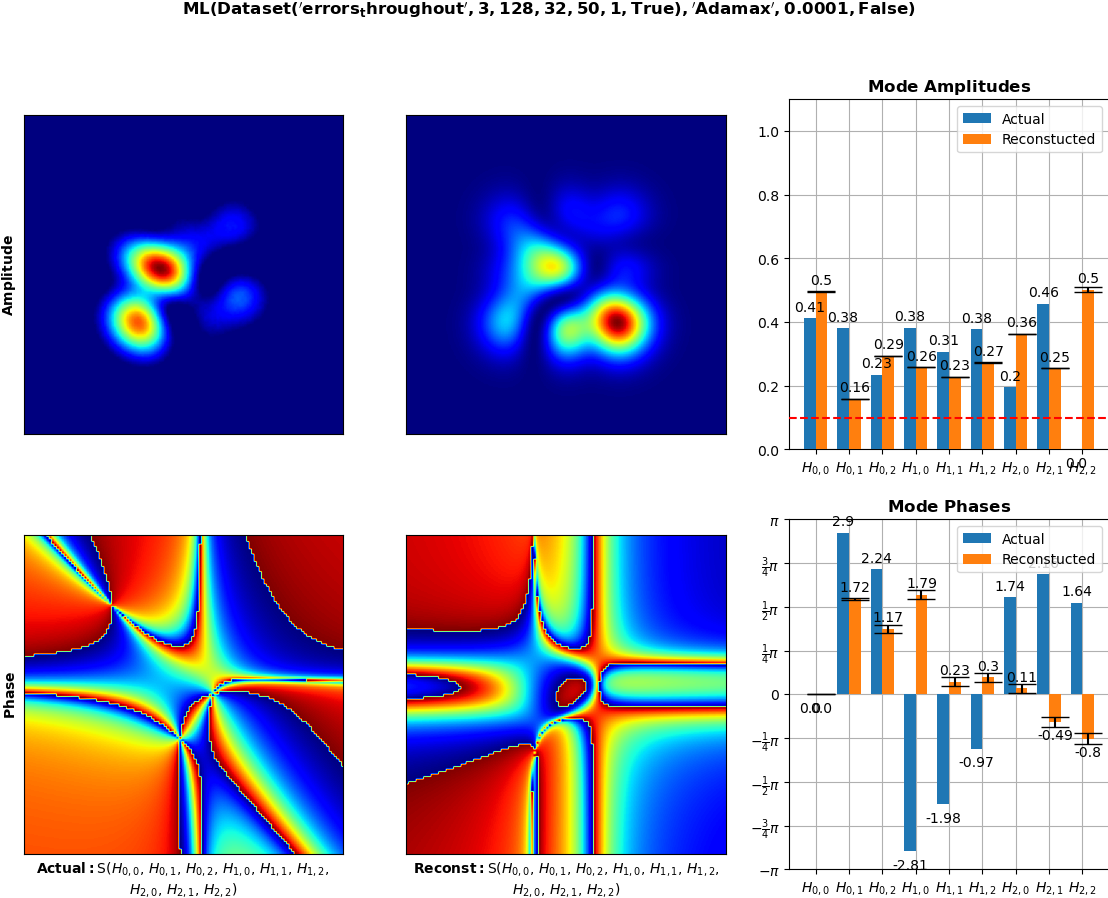 ML(Dataset('errors_throughout', 3, 128, 32, 50, 1, True), 'Adamax', 0.0001, False)
Amplitude
Mode Amplitudes
Actual
Reconstucted
1.0
0.8
0.6
0.4
0.2
0.0
0.41
0.5
0.38
0.16
0.23
0.29
0.38
0.26
0.31
0.23
0.38
0.27
0.2
0.36
0.46
0.25
0.0
0.5
H0,0 H0,1 H0,2 H1,0 H1,1 H1,2 H2,0 H2,1 H2,2
Phase
Actual: S(H0,0, H0,1, H0,2, H1,0, H1,1, H1,2,
H2,0, H2,1, H2,2)
Reconst: S(H0,0, H0,1, H0,2, H1,0, H1,1, H1,2,
H2,0, H2,1, H2,2)
Mode Phases
Actual
Reconstucted
π
3/4π
1/2π
1/4π
0
−1/4π
−1/2π
−3/4π
−π
0.0
0.0
2.9
1.72
2.24
1.17
-2.81
1.79
-1.98
0.23
-0.97
0.3
1.74
0.11
-0.49
1.64
-0.8
H0,0 H0,1 H0,2 H1,0 H1,1 H1,2 H2,0 H2,1 H2,2